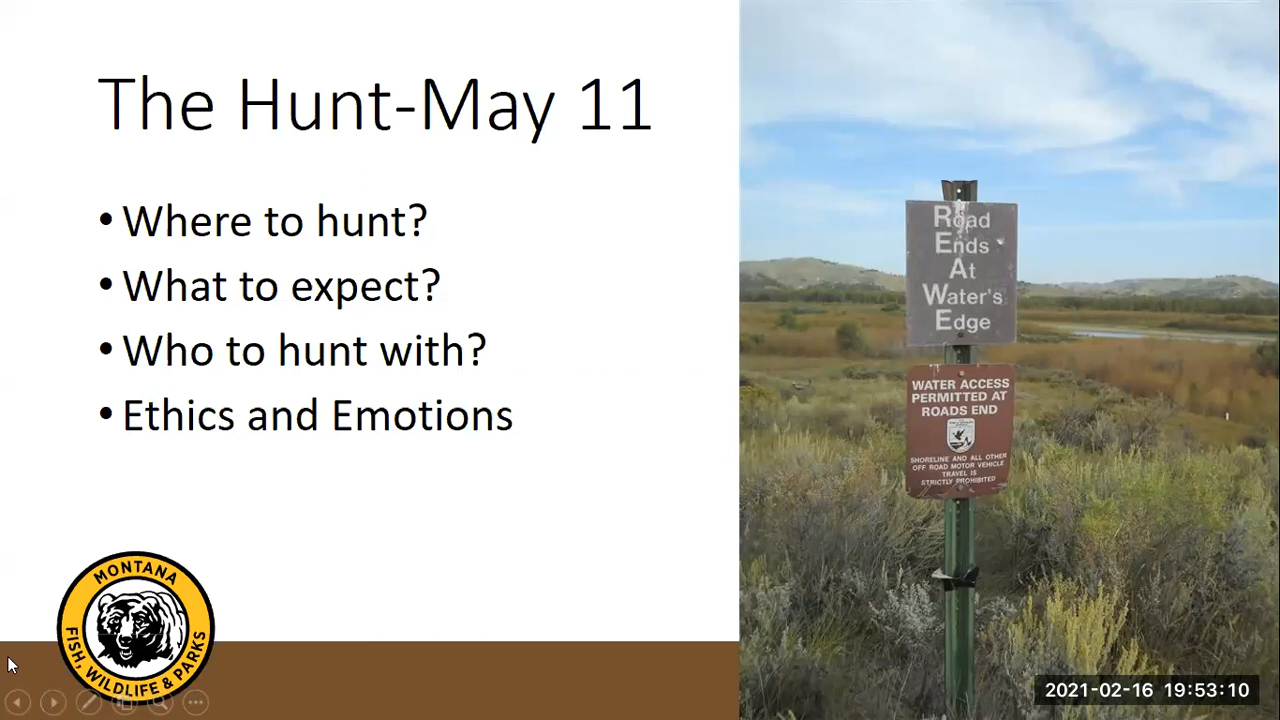 The Hunt-May 11
• Where to hunt?
• What to expect?
• Who to hunt with?
• Ethics and Emotions
MONTANA
FISH, WILDLIFE & PARKS
Road
Ends
At
Water's
Edge
WATER ACCESS
PERMITTED AT
ROADS END
SHORELINE AND ALL OTHER
OFF ROAD MOTOR VEHICLE
TRAVEL IS
STRICTLY PROHIBITED
2021-02-16 19:53:10